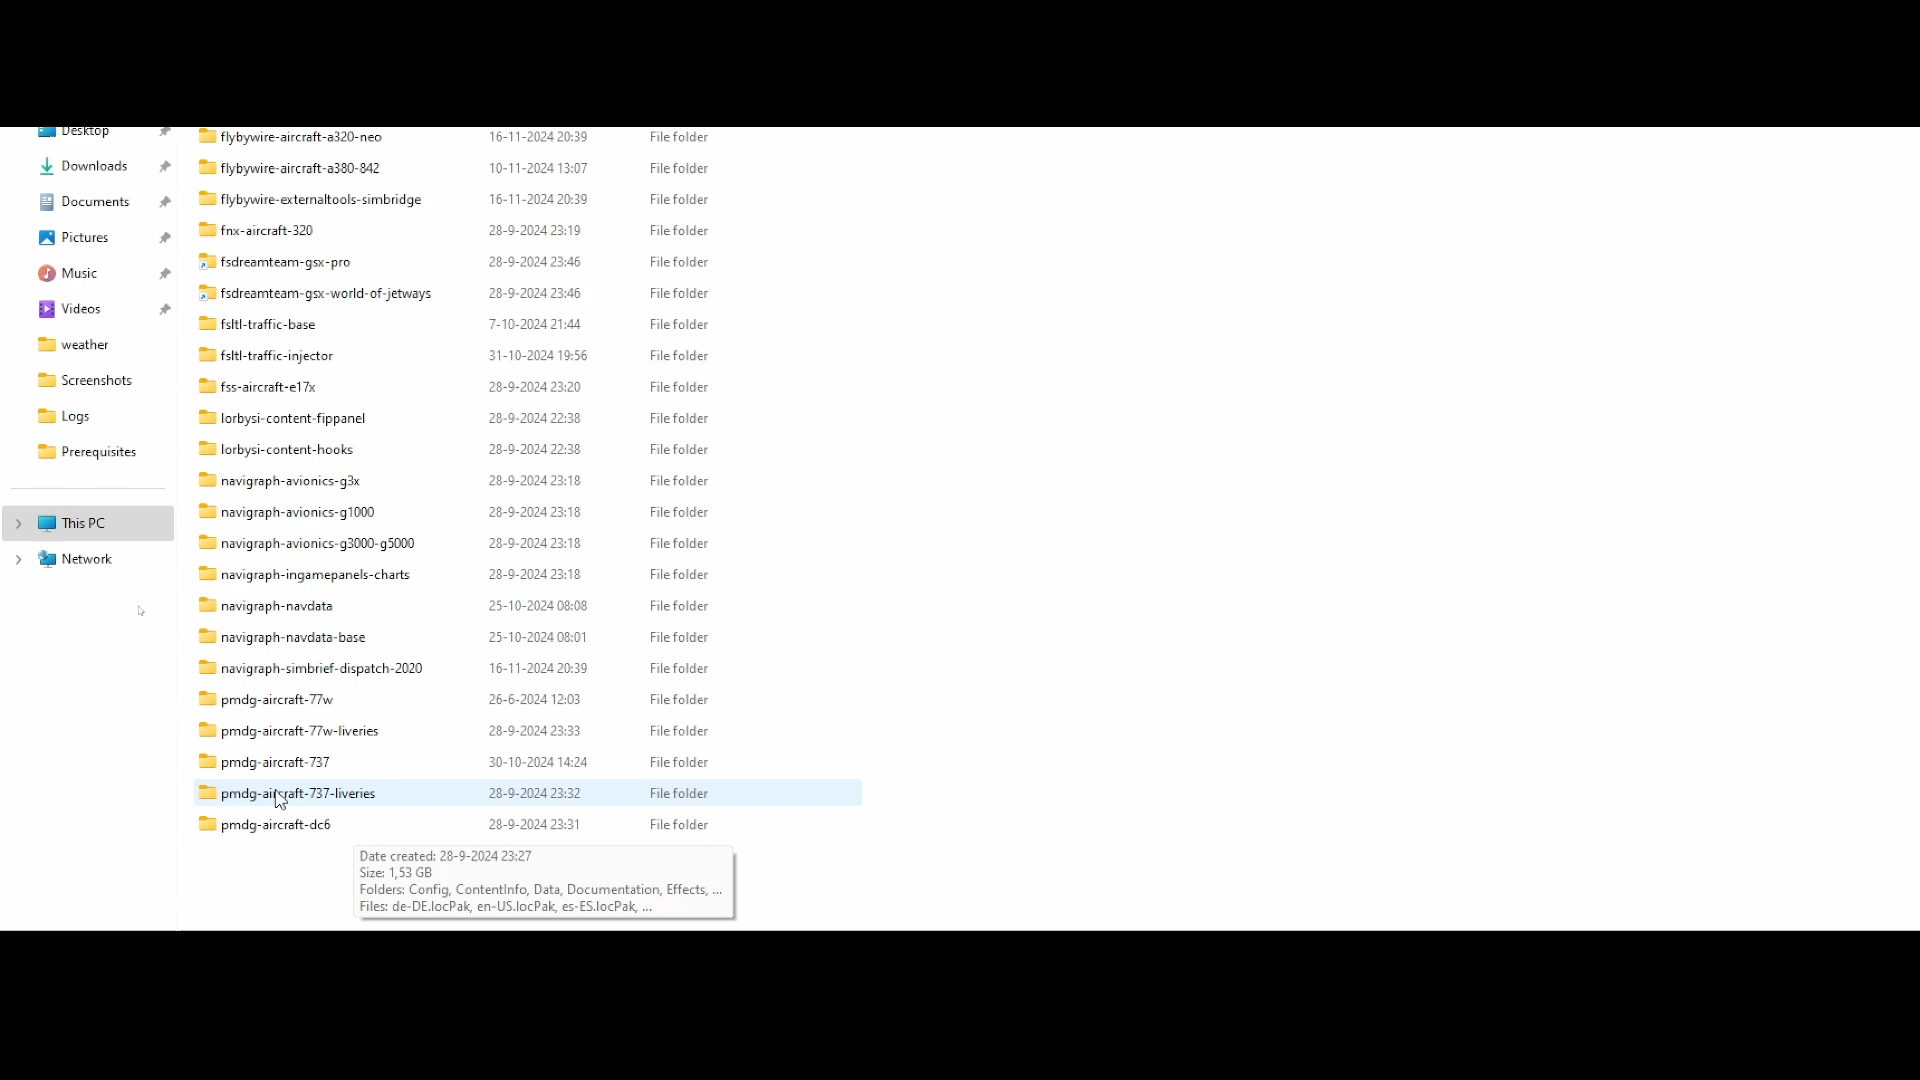 Desktop
Downloads
Documents
Pictures
Music
Videos
weather
Screenshots
Logs
Prerequisites
This PC
Network
flybywire-aircraft-a320-neo 16-11-2024 20:39 File folder
flybywire-aircraft-a380-842 10-11-2024 13:07 File folder
flybywire-externaltools-simbridge 16-11-2024 20:39 File folder
fnx-aircraft-320 28-9-2024 23:19 File folder
fsdreamteam-gsx-pro 28-9-2024 23:46 File folder
fsdreamteam-gsx-world-of-jetways 28-9-2024 23:46 File folder
fsltl-traffic-base 7-10-2024 21:44 File folder
fsltl-traffic-injector 31-10-2024 19:56 File folder
fss-aircraft-e17x 28-9-2024 23:20 File folder
lorbysi-content-fippanel 28-9-2024 22:38 File folder
lorbysi-content-hooks 28-9-2024 22:38 File folder
navigraph-avionics-g3x 28-9-2024 23:18 File folder
navigraph-avionics-g1000 28-9-2024 23:18 File folder
navigraph-avionics-g3000-g5000 28-9-2024 23:18 File folder
navigraph-ingamepanels-charts 28-9-2024 23:18 File folder
navigraph-navdata 25-10-2024 08:08 File folder
navigraph-navdata-base 25-10-2024 08:01 File folder
navigraph-simbrief-dispatch-2020 16-11-2024 20:39 File folder
pmdg-aircraft-77w 26-6-2024 12:03 File folder
pmdg-aircraft-77w-liveries 28-9-2024 23:33 File folder
pmdg-aircraft-737 30-10-2024 14:24 File folder
pmdg-aircraft-737-liveries 28-9-2024 23:32 File folder
pmdg-aircraft-dc6 28-9-2024 23:31 File folder
Date created: 28-9-2024 23:27
Size: 1,53 GB
Folders: Config, ContentInfo, Data, Documentation, Effects, ...
Files: de-DE.locPak, en-US.locPak, es-ES.locPak, ...